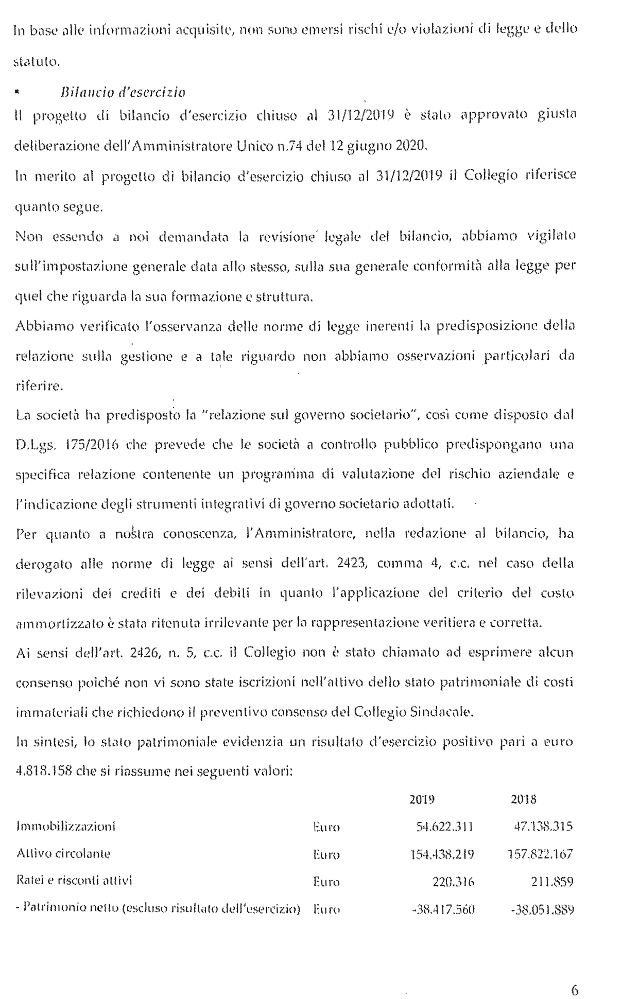 In base alle informazioni acquisite, non sono emersi rischi e/o violazioni di legge e dello
statuto.
▪ Bilancio d'esercizio
Il progetto di bilancio d'esercizio chiuso al 31/12/2019 è stato approvato giusta
deliberazione dell'Amministratore Unico n.74 del 12 giugno 2020.
In merito al progetto di bilancio d'esercizio chiuso al 31/12/2019 il Collegio riferisce
quanto segue.
Non essendo a noi demandata la revisione legale del bilancio, abbiamo vigilato
sull'impostazione generale data allo stesso, sulla sua generale conformità alla legge per
quel che riguarda la sua formazione e struttura.
Abbiamo verificato l'osservanza delle norme di legge inerenti la predisposizione della
relazione sulla gestione e a tale riguardo non abbiamo osservazioni particolari da
riferire.
La società ha predisposto la "relazione sul governo societario", così come disposto dal
D.Lgs. 175/2016 che prevede che le società a controllo pubblico predispongano una
specifica relazione contenente un programma di valutazione del rischio aziendale e
l'indicazione degli strumenti integrativi di governo societario adottati.
Per quanto a nostra conoscenza, l'Amministratore, nella redazione al bilancio, ha
derogato alle norme di legge ai sensi dell'art. 2423, comma 4, c.c. nel caso della
rilevazioni dei crediti e dei debiti in quanto l'applicazione del criterio del costo
ammortizzato è stata ritenuta irrilevante per la rappresentazione veritiera e corretta.
Ai sensi dell'art. 2426, n. 5, c.c. il Collegio non è stato chiamato ad esprimere alcun
consenso poiché non vi sono state iscrizioni nell'attivo dello stato patrimoniale di costi
immateriali che richiedono il preventivo consenso del Collegio Sindacale.
In sintesi, lo stato patrimoniale evidenzia un risultato d'esercizio positivo pari a euro
4.818.158 che si riassume nei seguenti valori:
2019 2018
Immobilizzazioni Euro 54.622.311 47.138.315
Attivo circolante Euro 154.438.219 157.822.167
Ratei e risconti attivi Euro 220.316 211.859
- Patrimonio netto (escluso risultato dell'esercizio) Euro -38.417.560 -38.051.889
6